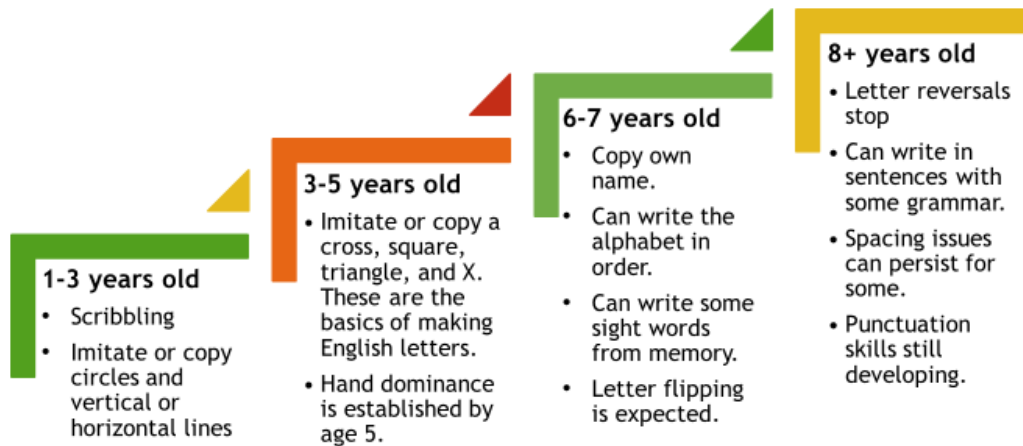 1-3 years old
• Scribbling
• Imitate or copy
circles and
vertical or
horizontal lines
3-5 years old
• Imitate or copy a
cross, square,
triangle, and X.
These are the
basics of making
English letters.
• Hand dominance
is established by
age 5.
6-7 years old
• Copy own
name.
• Can write the
alphabet in
order.
• Can write some
sight words
from memory.
• Letter flipping
is expected.
8+ years old
• Letter reversals
stop
• Can write in
sentences with
some grammar.
• Spacing issues
can persist for
some.
• Punctuation
skills still
developing.